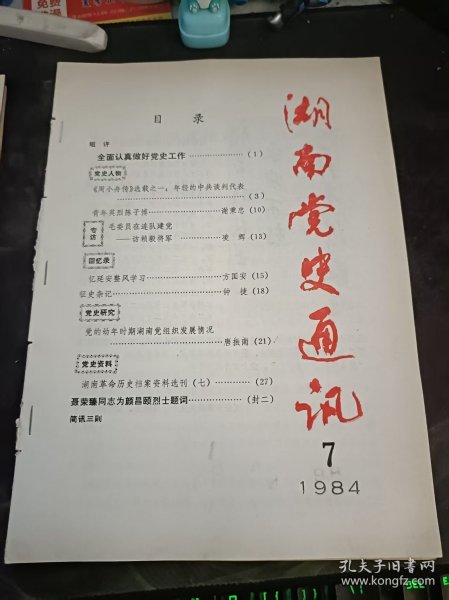 免费
目 录
短 评
全面认真做好党史工作………………(1)
党史人物
《周小舟传》选载之一:年轻的中共谈判代表
………………(3)
青年英烈陈子博………………谢秉忠(10)
专访
毛委员在连队建党
——访赖毅将军………………凌 辉(13)
回忆录
忆延安整风学习………………方正安(15)
征史杂记………………钟 捷(18)
党史研究
党的幼年时期湖南党组织发展情况
………………唐振南(21)
党史资料
湖南革命历史档案资料选刊(七)…………(27)
聂荣臻同志为颜昌颐烈士题词………………(封二)
简讯三则
湖南党史通讯
7
1984
孔夫子旧书网
www.kongfz.com